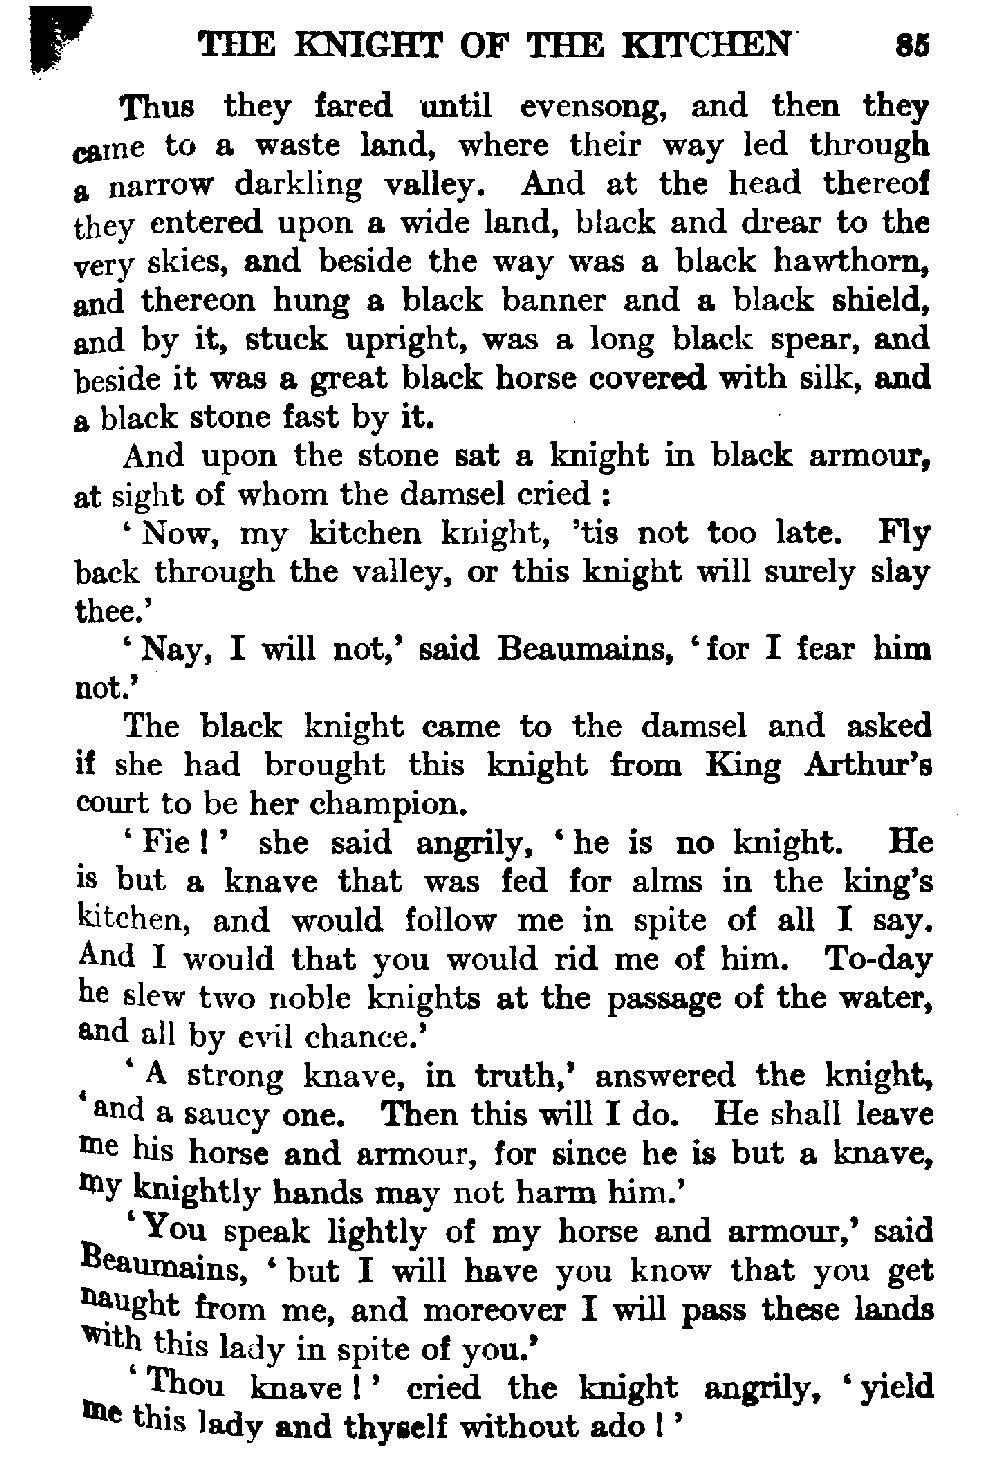 THE KNIGHT OF THE KITCHEN 85
Thus they fared until evensong, and then they
came to a waste land, where their way led through
a narrow darkling valley. And at the head thereof
they entered upon a wide land, black and drear to the
very skies, and beside the way was a black hawthorn,
and thereon hung a black banner and a black shield,
and by it, stuck upright, was a long black spear, and
beside it was a great black horse covered with silk, and
a black stone fast by it.
And upon the stone sat a knight in black armour,
at sight of whom the damsel cried :
‘ Now, my kitchen knight, ’tis not too late. Fly
back through the valley, or this knight will surely slay
thee.’
‘ Nay, I will not,’ said Beaumains, ‘ for I fear him
not.’
The black knight came to the damsel and asked
if she had brought this knight from King Arthur’s
court to be her champion.
‘ Fie ! ’ she said angrily, ‘ he is no knight. He
is but a knave that was fed for alms in the king’s
kitchen, and would follow me in spite of all I say.
And I would that you would rid me of him. To-day
he slew two noble knights at the passage of the water,
and all by evil chance.’
‘ A strong knave, in truth,’ answered the knight,
‘ and a saucy one. Then this will I do. He shall leave
me his horse and armour, for since he is but a knave,
my knightly hands may not harm him.’
‘ You speak lightly of my horse and armour,’ said
Beaumains, ‘ but I will have you know that you get
naught from me, and moreover I will pass these lands
with this lady in spite of you.’
‘ Thou knave ! ’ cried the knight angrily, ‘ yield
me this lady and thyself without ado ! ’